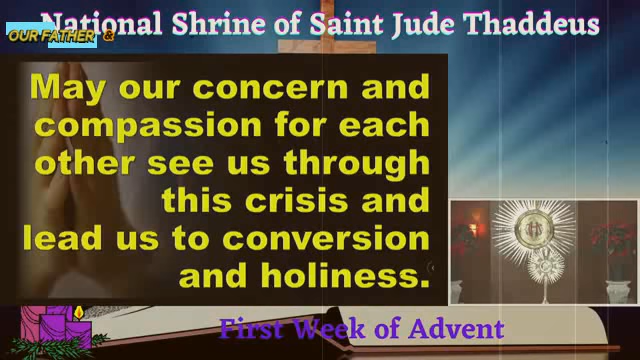 National Shrine of Saint Jude Thaddeus
OUR FATHER &
May our concern and
compassion for each
other see us through
this crisis and
lead us to conversion
and holiness.
First Week of Advent